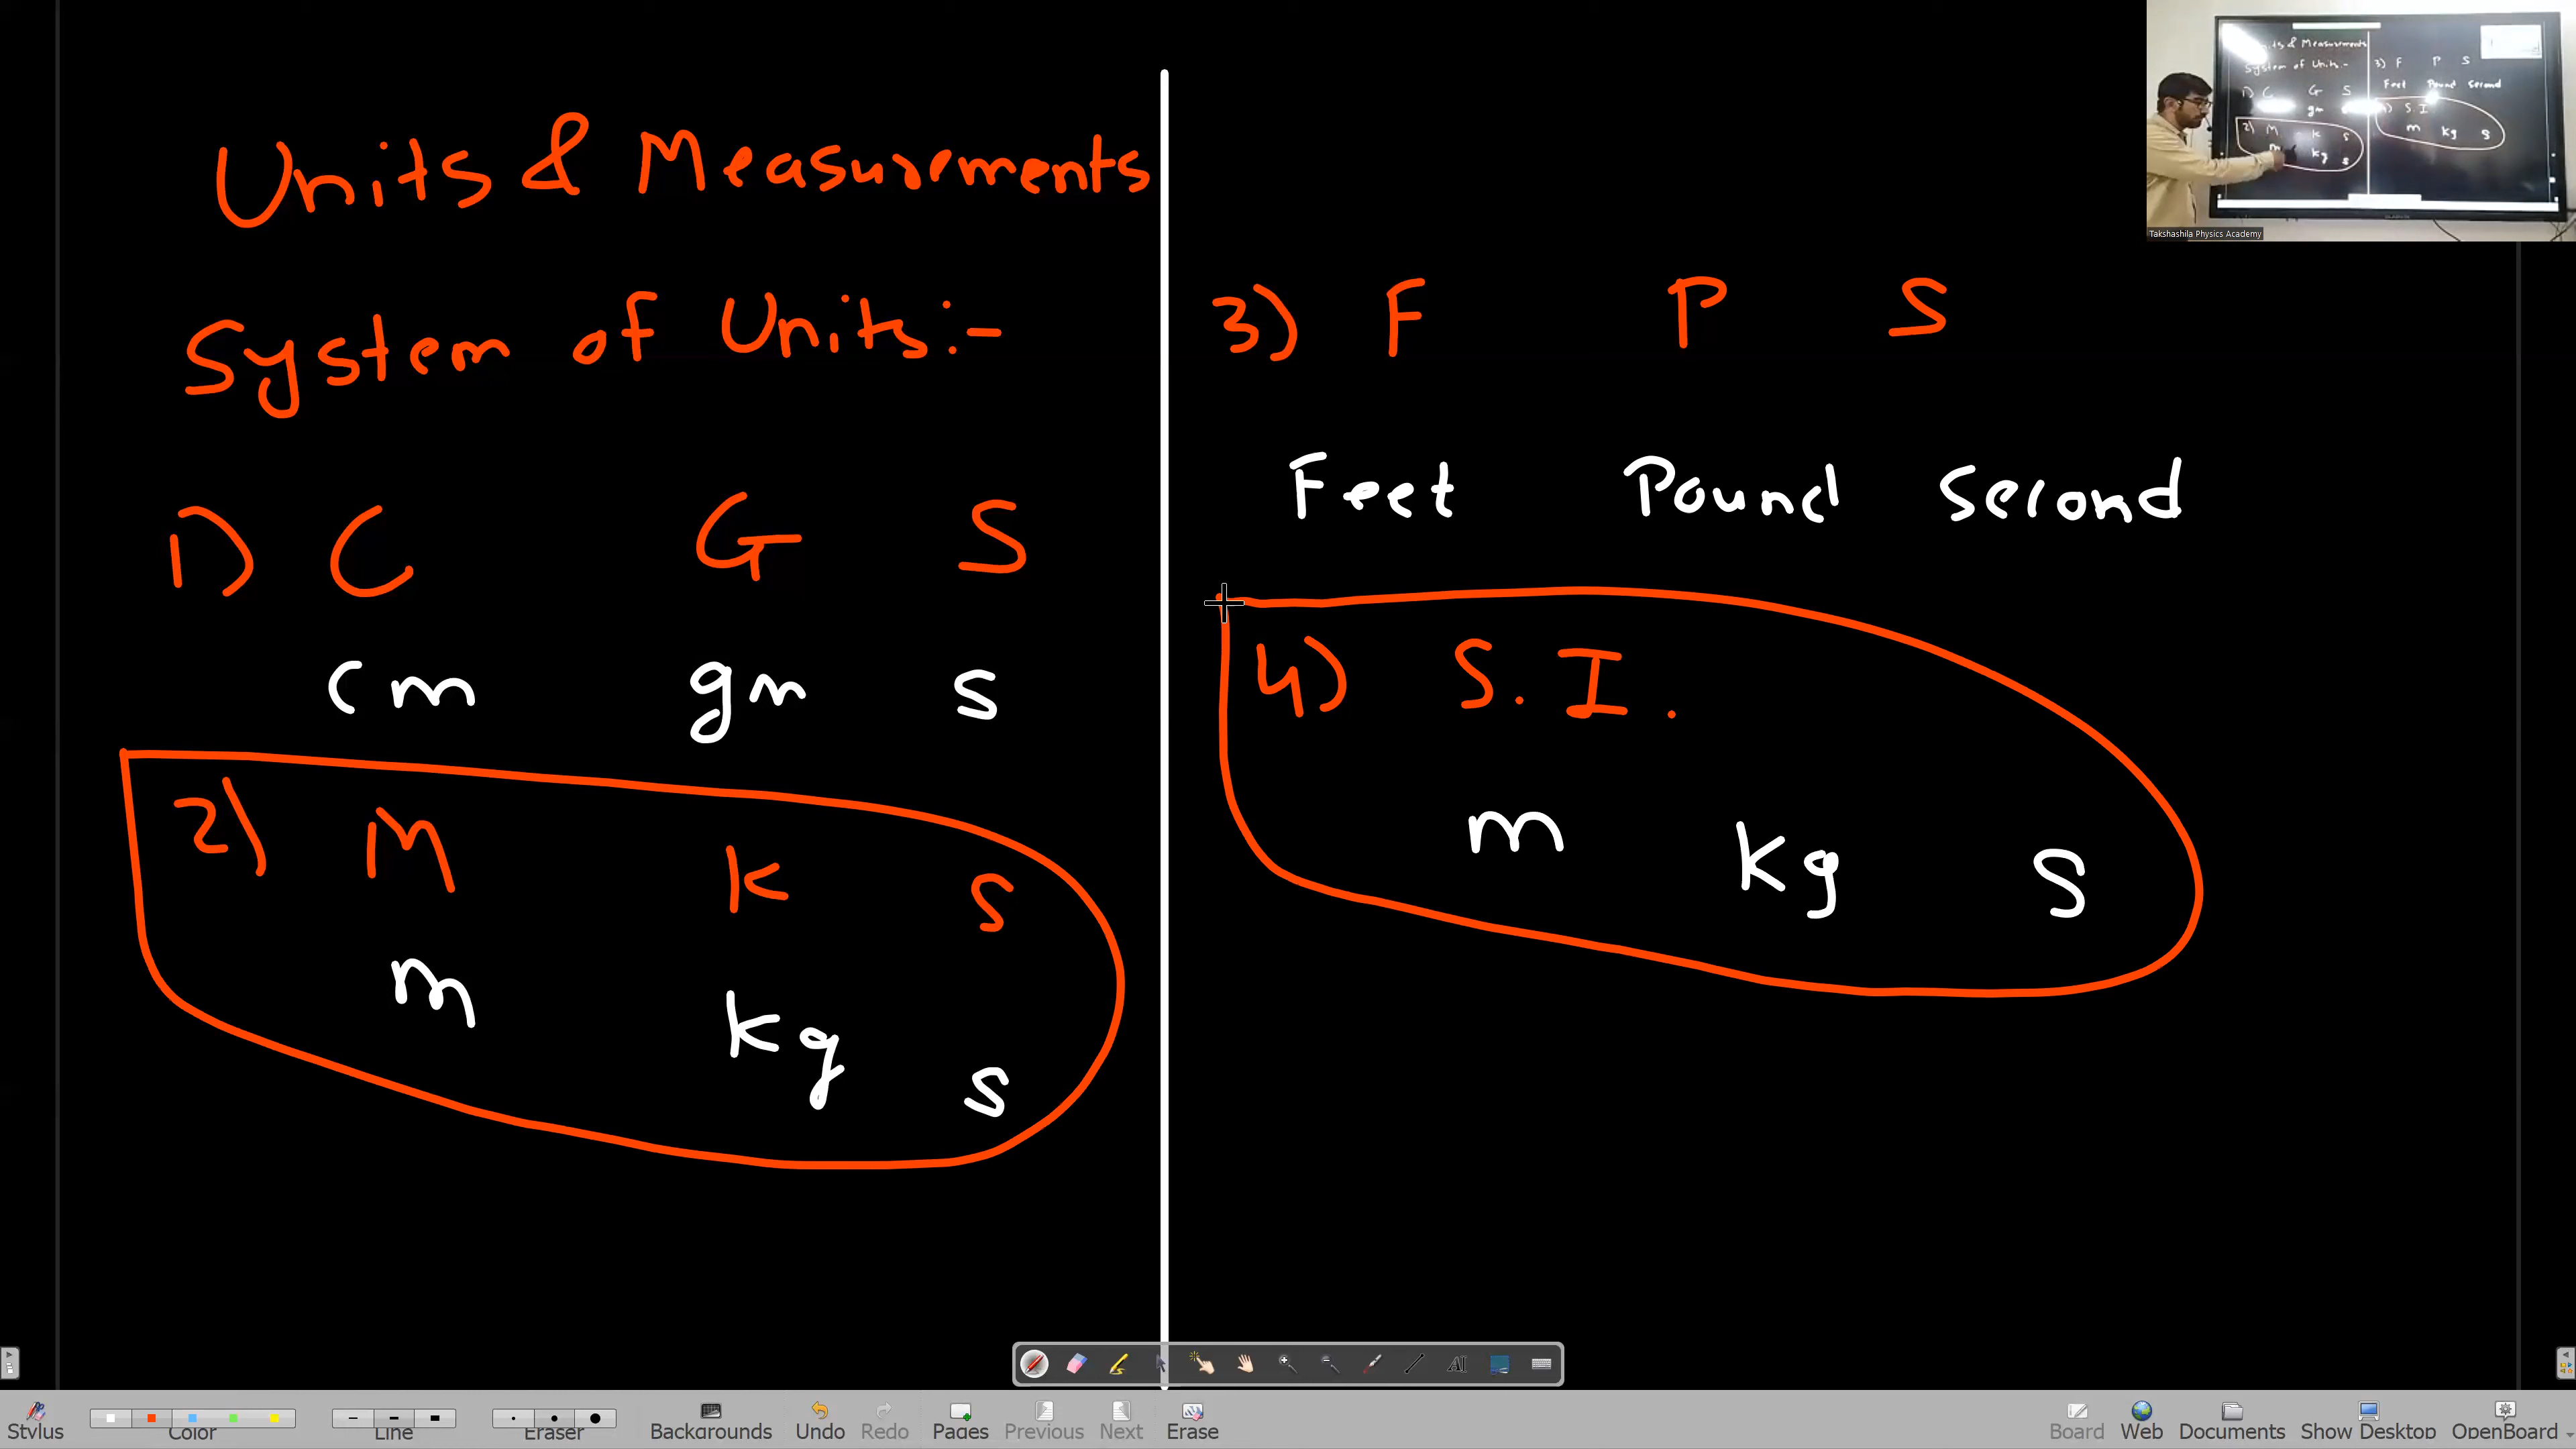 Units & Measurements
System of Units:-
1) C G S
cm gm s
2) M K S
m kg s
3) F P S
Feet Pound Second
4) S.I.
m kg s
Takshashila Physics Academy
Stylus Color Line Eraser Backgrounds Undo Redo Pages Previous Next Erase Board Web Documents Show Desktop OpenBoard